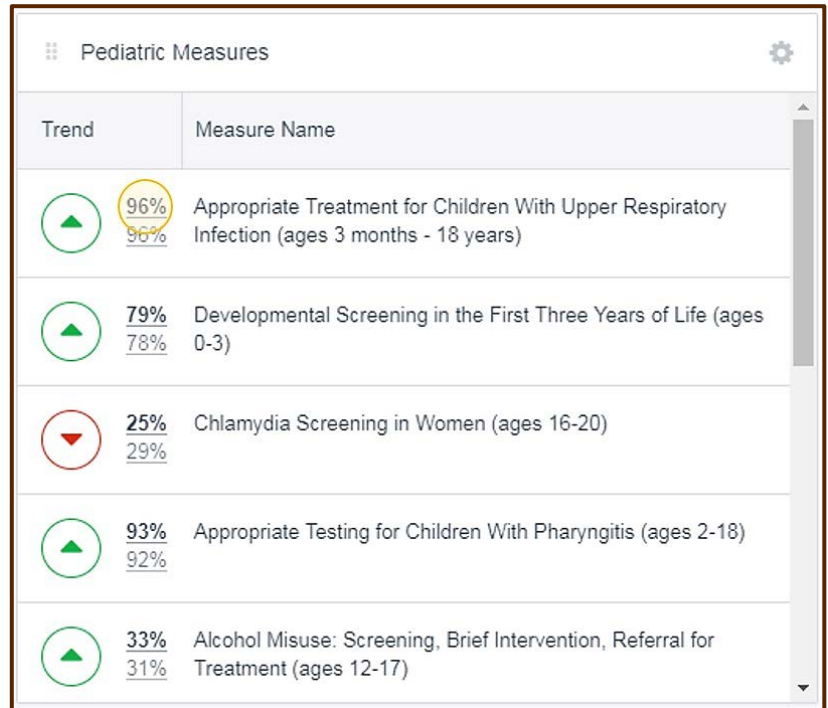 Pediatric Measures
Trend
Measure Name
96%
96%
Appropriate Treatment for Children With Upper Respiratory
Infection (ages 3 months - 18 years)
79%
78%
Developmental Screening in the First Three Years of Life (ages
0-3)
25%
29%
Chlamydia Screening in Women (ages 16-20)
93%
92%
Appropriate Testing for Children With Pharyngitis (ages 2-18)
33%
31%
Alcohol Misuse: Screening, Brief Intervention, Referral for
Treatment (ages 12-17)